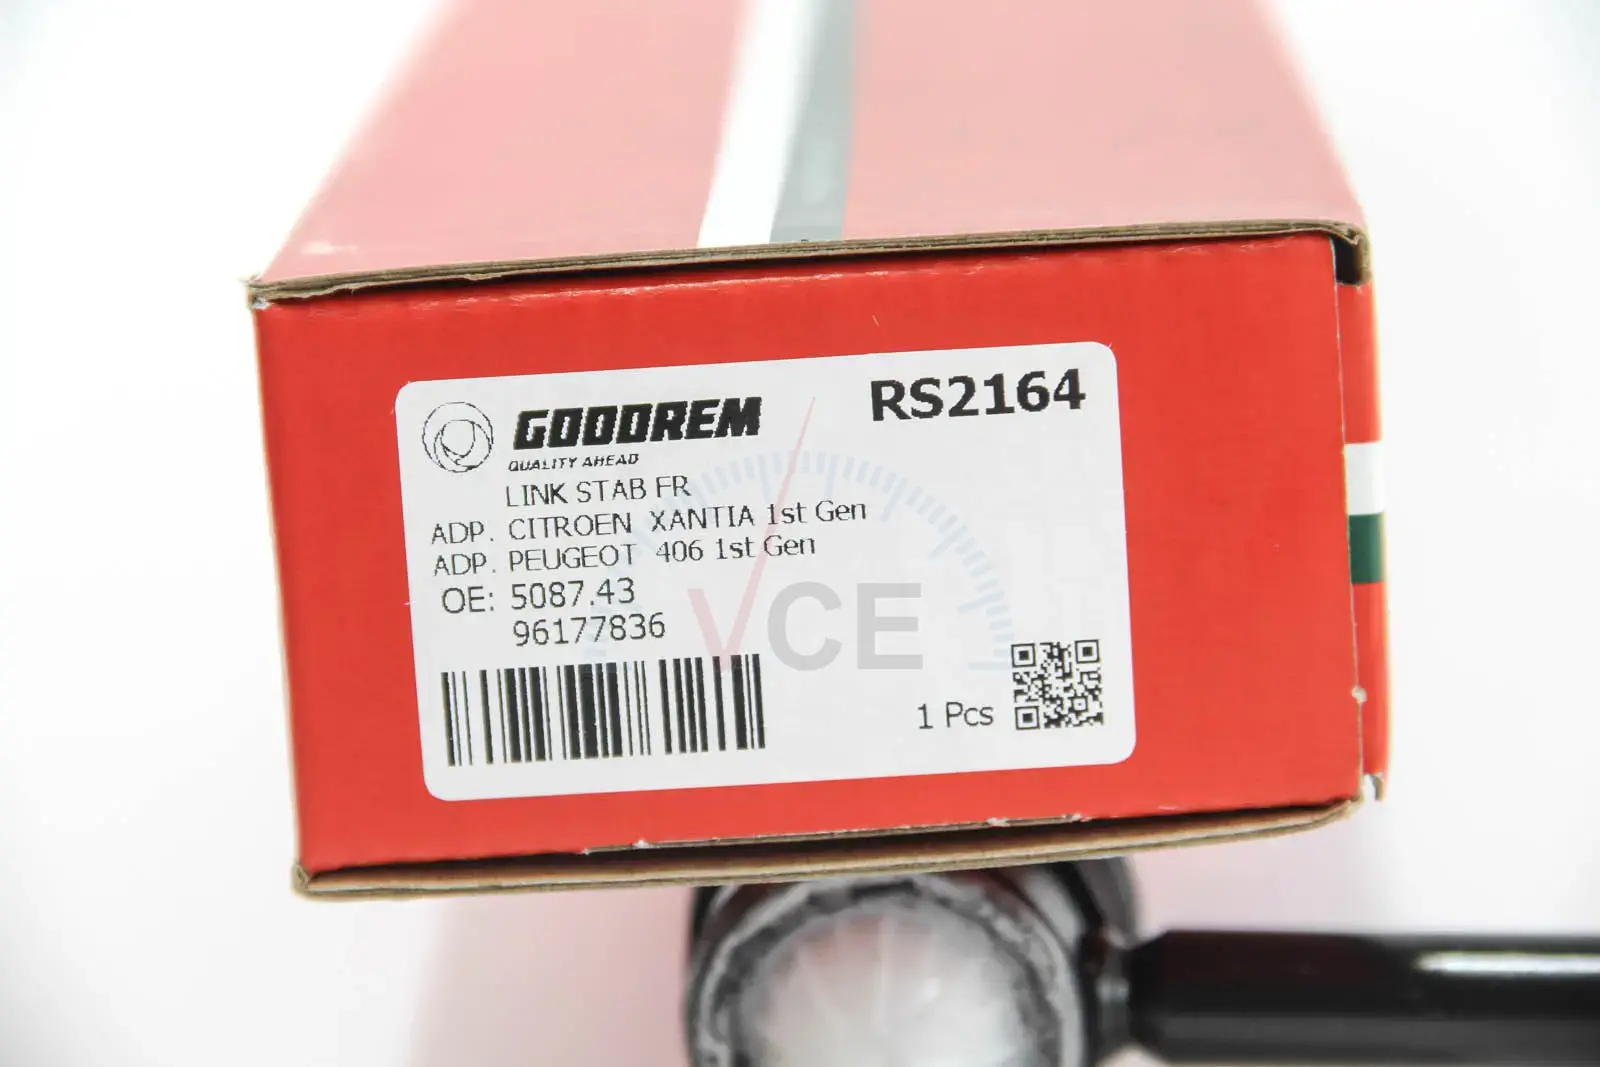 GOODREM
QUALITY AHEAD
RS2164
LINK STAB FR
ADP. CITROEN XANTIA 1st Gen
ADP. PEUGEOT 406 1st Gen
OE: 5087.43
96177836
VCE
1 Pcs